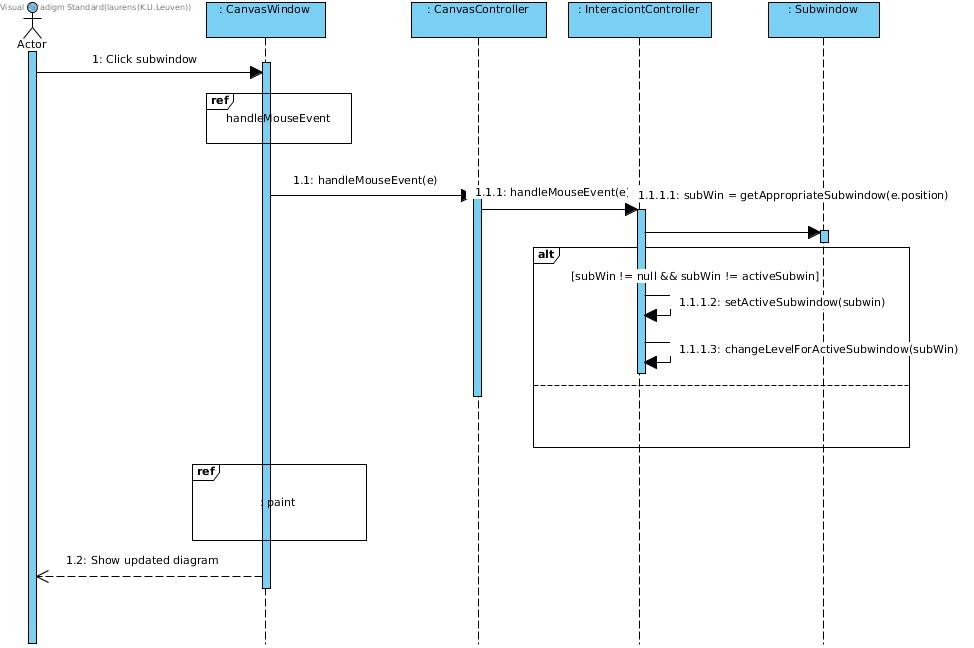 Visual Paradigm Standard(laurens(K.U.Leuven))
Actor
: CanvasWindow
: CanvasController
: InteraciontController
: Subwindow
1: Click subwindow
ref
handleMouseEvent
1.1: handleMouseEvent(e)
1.1.1: handleMouseEvent(e)
1.1.1.1: subWin = getAppropriateSubwindow(e.position)
alt
[subWin != null && subWin != activeSubwin]
1.1.1.2: setActiveSubwindow(subwin)
1.1.1.3: changeLevelForActiveSubwindow(subWin)
ref
: paint
1.2: Show updated diagram